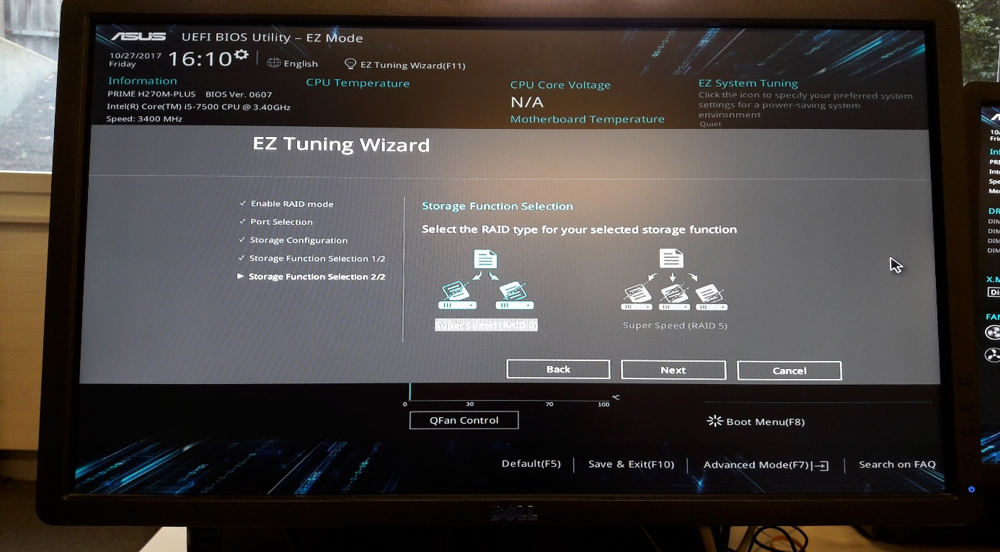 ASUS UEFI BIOS Utility – EZ Mode
10/27/2017
Friday
16:10
English
EZ Tuning Wizard(F11)
Information
PRIME H270M-PLUS BIOS Ver. 0607
Intel(R) Core(TM) i5-7500 CPU @ 3.40GHz
Speed: 3400 MHz
CPU Temperature
CPU Core Voltage
N/A
Motherboard Temperature
EZ System Tuning
Click the icon to specify your preferred system
settings for a power-saving system
environment
Quiet
EZ Tuning Wizard
Enable RAID mode
Port Selection
Storage Configuration
Storage Function Selection 1/2
Storage Function Selection 2/2
Storage Function Selection
Select the RAID type for your selected storage function
Super Speed (RAID 0)
Super Speed (RAID 5)
Back
Next
Cancel
0 30 70 100 °C
QFan Control
Boot Menu(F8)
Default(F5)
Save & Exit(F10)
Advanced Mode(F7)
Search on FAQ
DELL